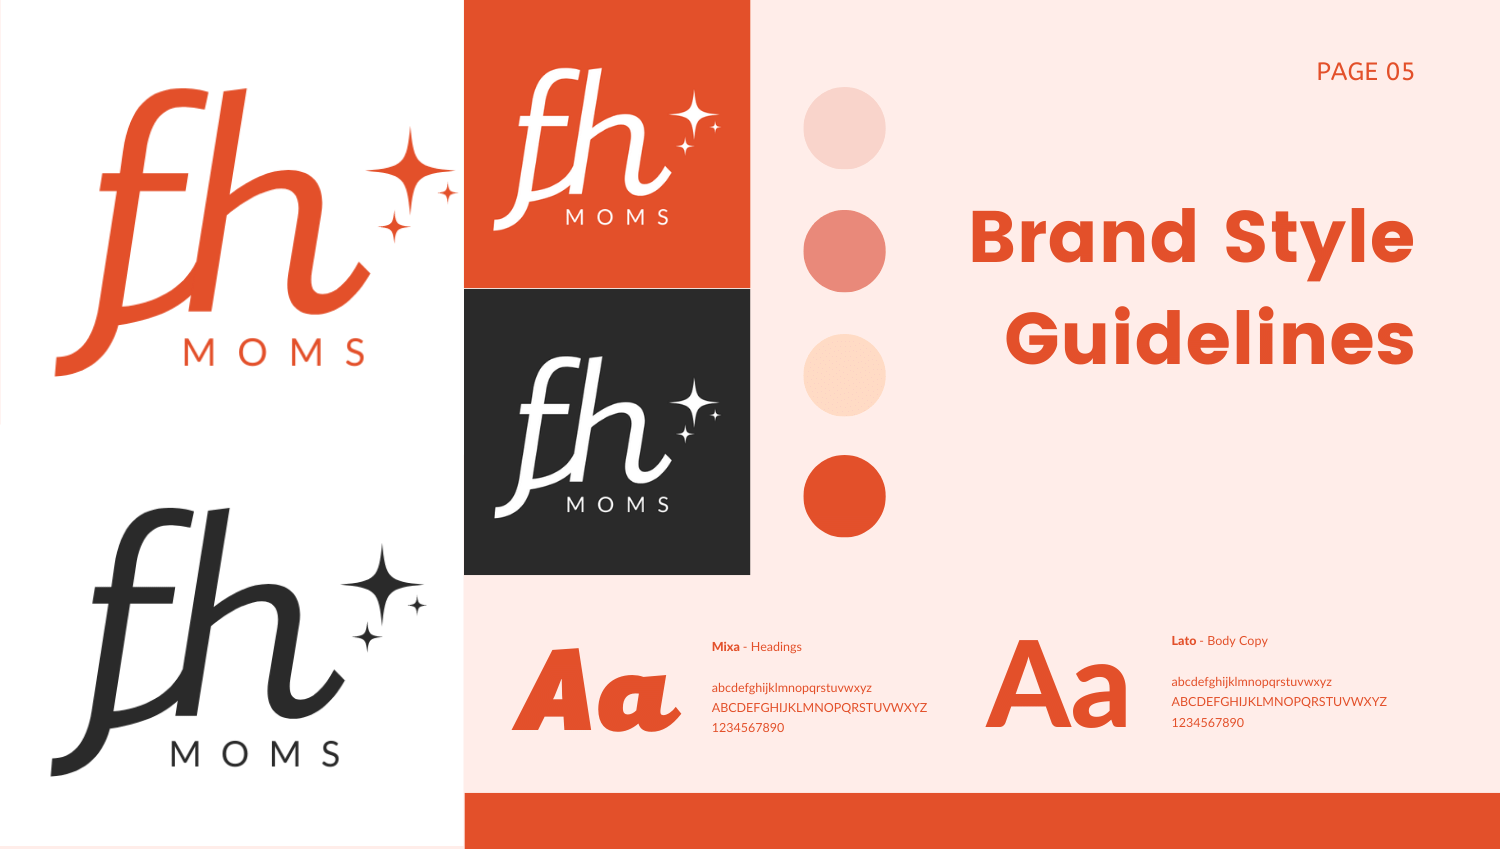 fh
MOMS
fh
MOMS
fh
MOMS
fh
MOMS
PAGE 05
Brand Style
Guidelines
Aa
Mixa - Headings
abcdefghijklmnopqrstuvwxyz
ABCDEFGHIJKLMNOPQRSTUVWXYZ
1234567890
Aa
Lato - Body Copy
abcdefghijklmnopqrstuvwxyz
ABCDEFGHIJKLMNOPQRSTUVWXYZ
1234567890